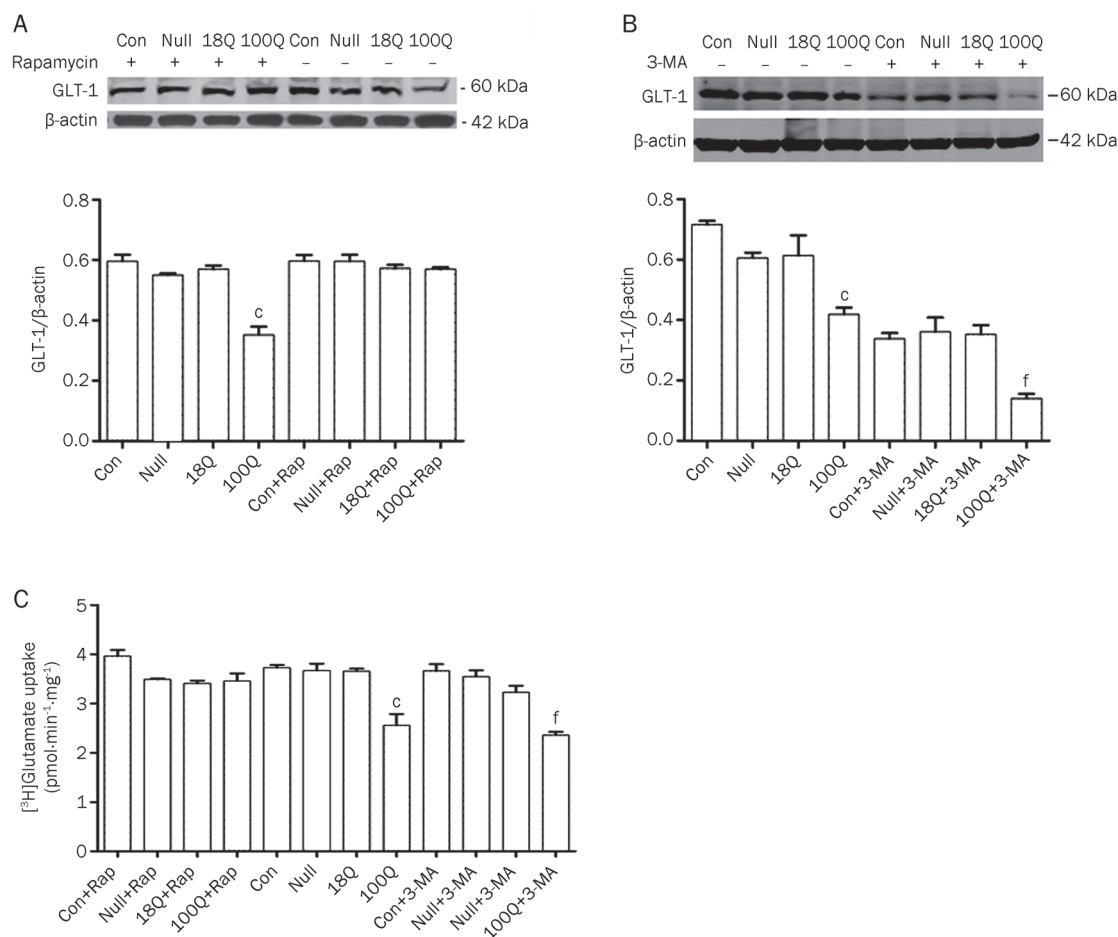 A
Con Null 18Q 100Q Con Null 18Q 100Q
Rapamycin + + + + – – – –
GLT-1 - 60 kDa
β-actin - 42 kDa
0.8
0.6
0.4
0.2
0.0
GLT-1/β-actin
c
Con
Null
18Q
100Q
Con+Rap
Null+Rap
18Q+Rap
100Q+Rap
B
Con Null 18Q 100Q Con Null 18Q 100Q
3-MA – – – – + + + +
GLT-1 –60 kDa
β-actin –42 kDa
0.8
0.6
0.4
0.2
0.0
GLT-1/β-actin
c
f
Con
Null
18Q
100Q
Con+3-MA
Null+3-MA
18Q+3-MA
100Q+3-MA
C
5
4
3
2
1
0
[³H]Glutamate uptake
(pmol·min⁻¹·mg⁻¹)
c
f
Con+Rap
Null+Rap
18Q+Rap
100Q+Rap
Con
Null
18Q
100Q
Con+3-MA
Null+3-MA
Null+3-MA
100Q+3-MA